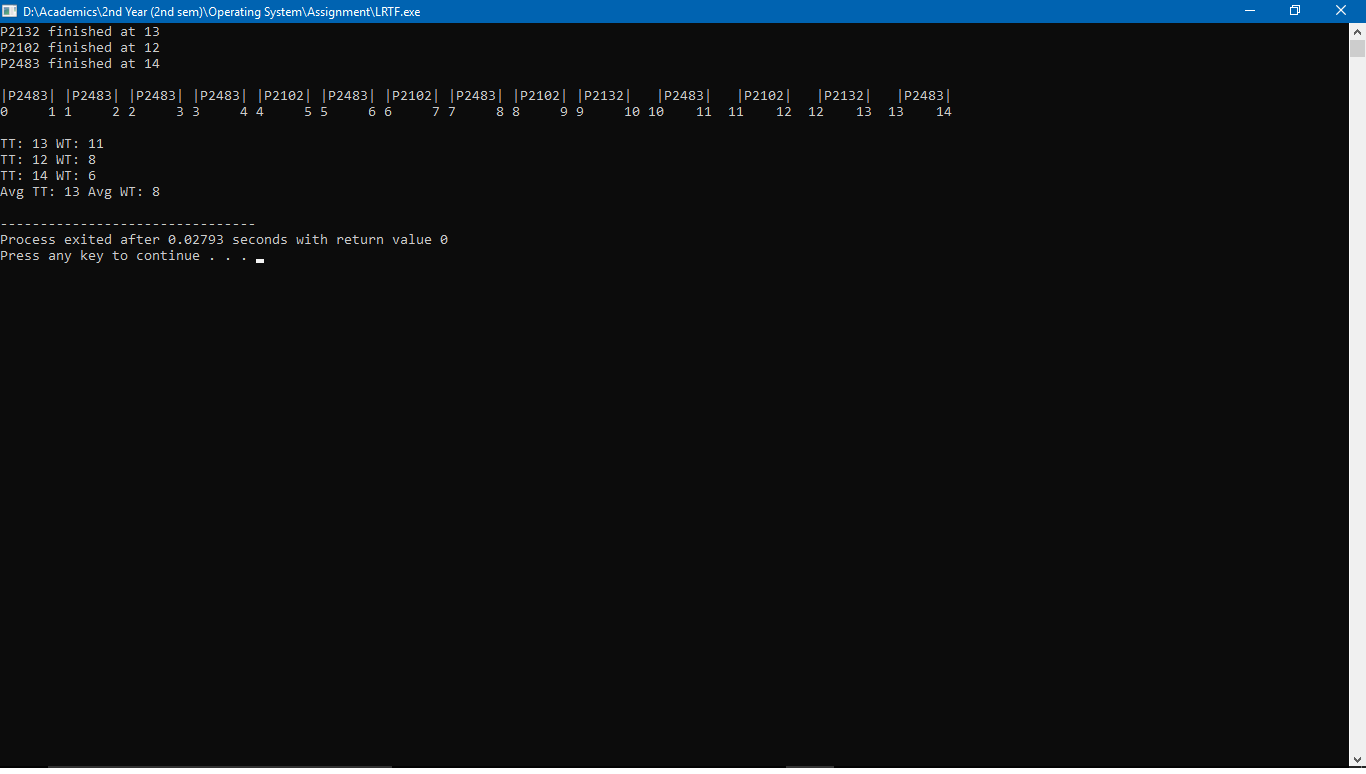 D:\Academics\2nd Year (2nd sem)\Operating System\Assignment\LRTF.exe
P2132 finished at 13
P2102 finished at 12
P2483 finished at 14
|P2483| |P2483| |P2483| |P2483| |P2102| |P2483| |P2102| |P2483| |P2102| |P2132|   |P2483|   |P2102|   |P2132|   |P2483|
0     1 1     2 2     3 3     4 4     5 5     6 6     7 7     8 8     9 9     10 10    11  11    12  12    13  13    14
TT: 13 WT: 11
TT: 12 WT: 8
TT: 14 WT: 6
Avg TT: 13 Avg WT: 8
--------------------------------
Process exited after 0.02793 seconds with return value 0
Press any key to continue . . .